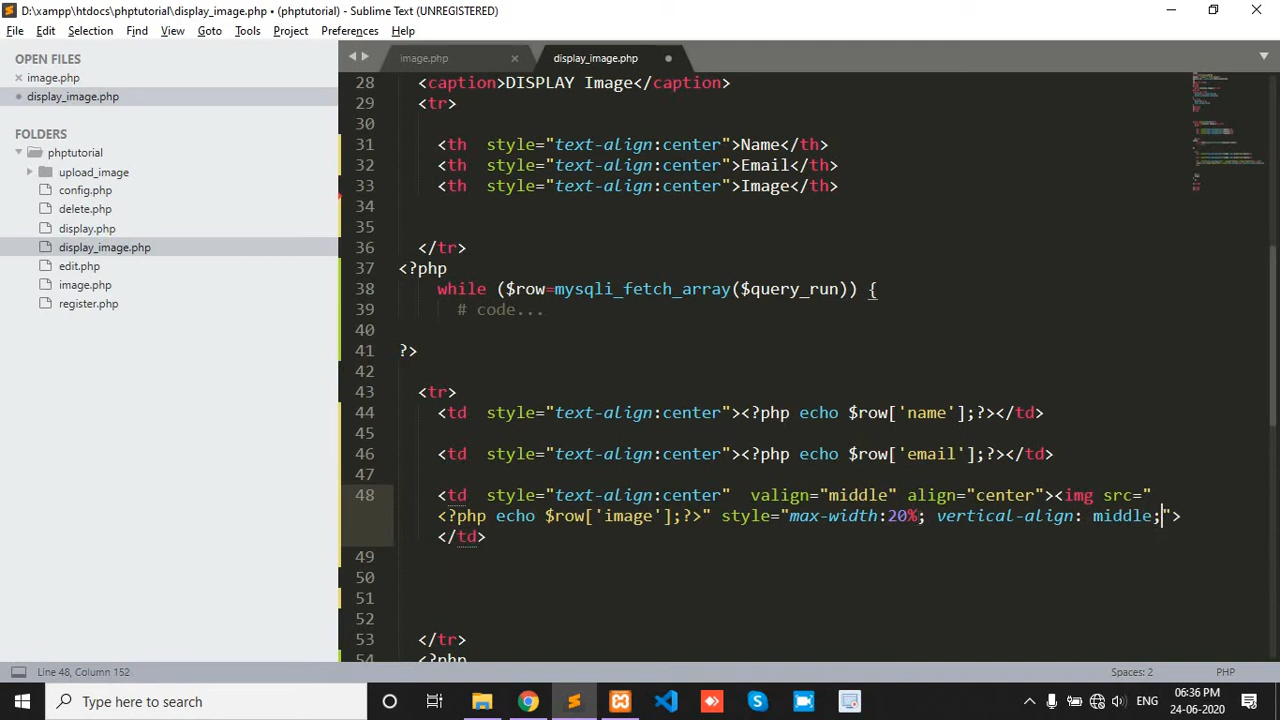 D:\xampp\htdocs\phptutorial\display_image.php • (phptutorial) - Sublime Text (UNREGISTERED)
File Edit Selection Find View Goto Tools Project Preferences Help
OPEN FILES
image.php
display_image.php
FOLDERS
phptutorial
upload_image
config.php
delete.php
display.php
display_image.php
edit.php
image.php
register.php
image.php
display_image.php
28 <caption>DISPLAY Image</caption>
29 <tr>
30
31 <th  style="text-align:center">Name</th>
32 <th  style="text-align:center">Email</th>
33 <th  style="text-align:center">Image</th>
34
35
36 </tr>
37 <?php
38 while ($row=mysqli_fetch_array($query_run)) {
39 # code...
40
41 ?>
42
43 <tr>
44 <td  style="text-align:center"><?php echo $row['name'];?></td>
45
46 <td  style="text-align:center"><?php echo $row['email'];?></td>
47
48 <td  style="text-align:center"  valign="middle" align="center"><img src="
<?php echo $row['image'];?>" style="max-width:20%; vertical-align: middle;">
</td>
49
50
51
52
53 </tr>
54 <?php
Line 48, Column 152
Spaces: 2
PHP
Type here to search
ENG
06:36 PM
24-06-2020